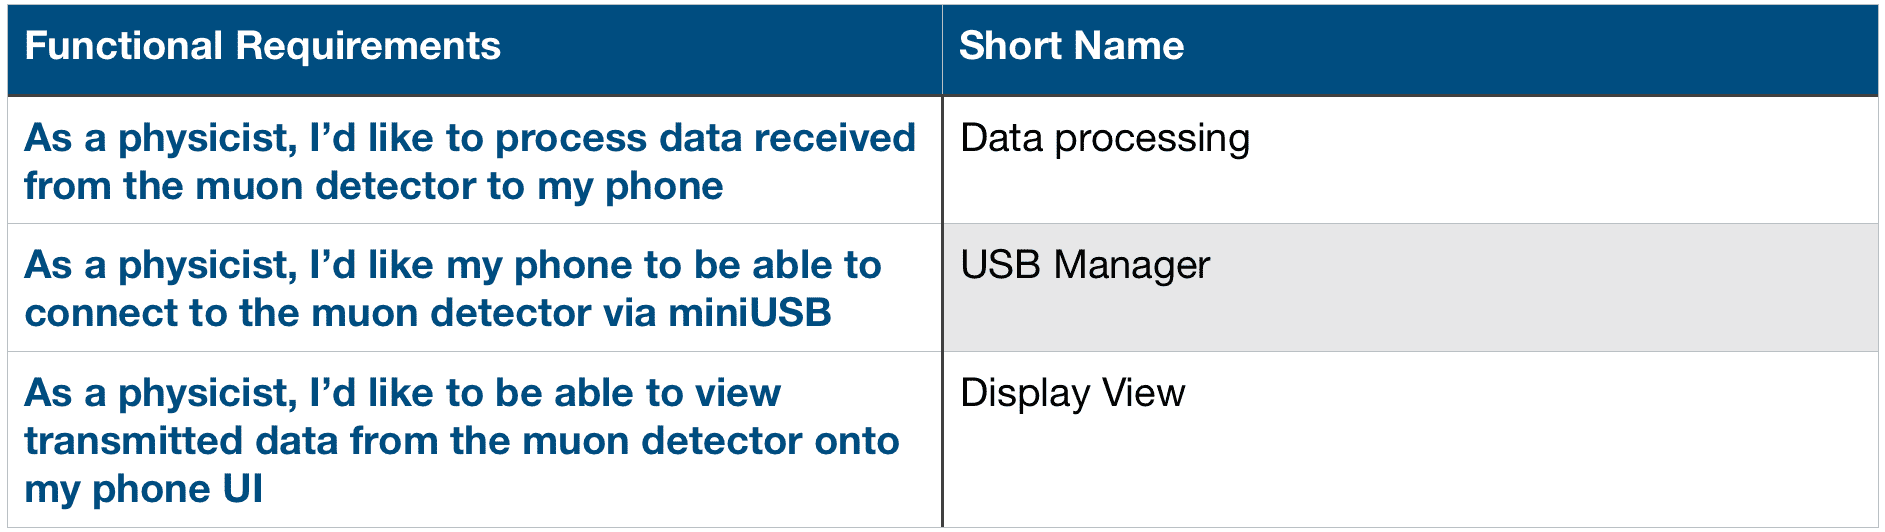 Functional Requirements
Short Name
As a physicist, I’d like to process data received
from the muon detector to my phone
Data processing
As a physicist, I’d like my phone to be able to
connect to the muon detector via miniUSB
USB Manager
As a physicist, I’d like to be able to view
transmitted data from the muon detector onto
my phone UI
Display View